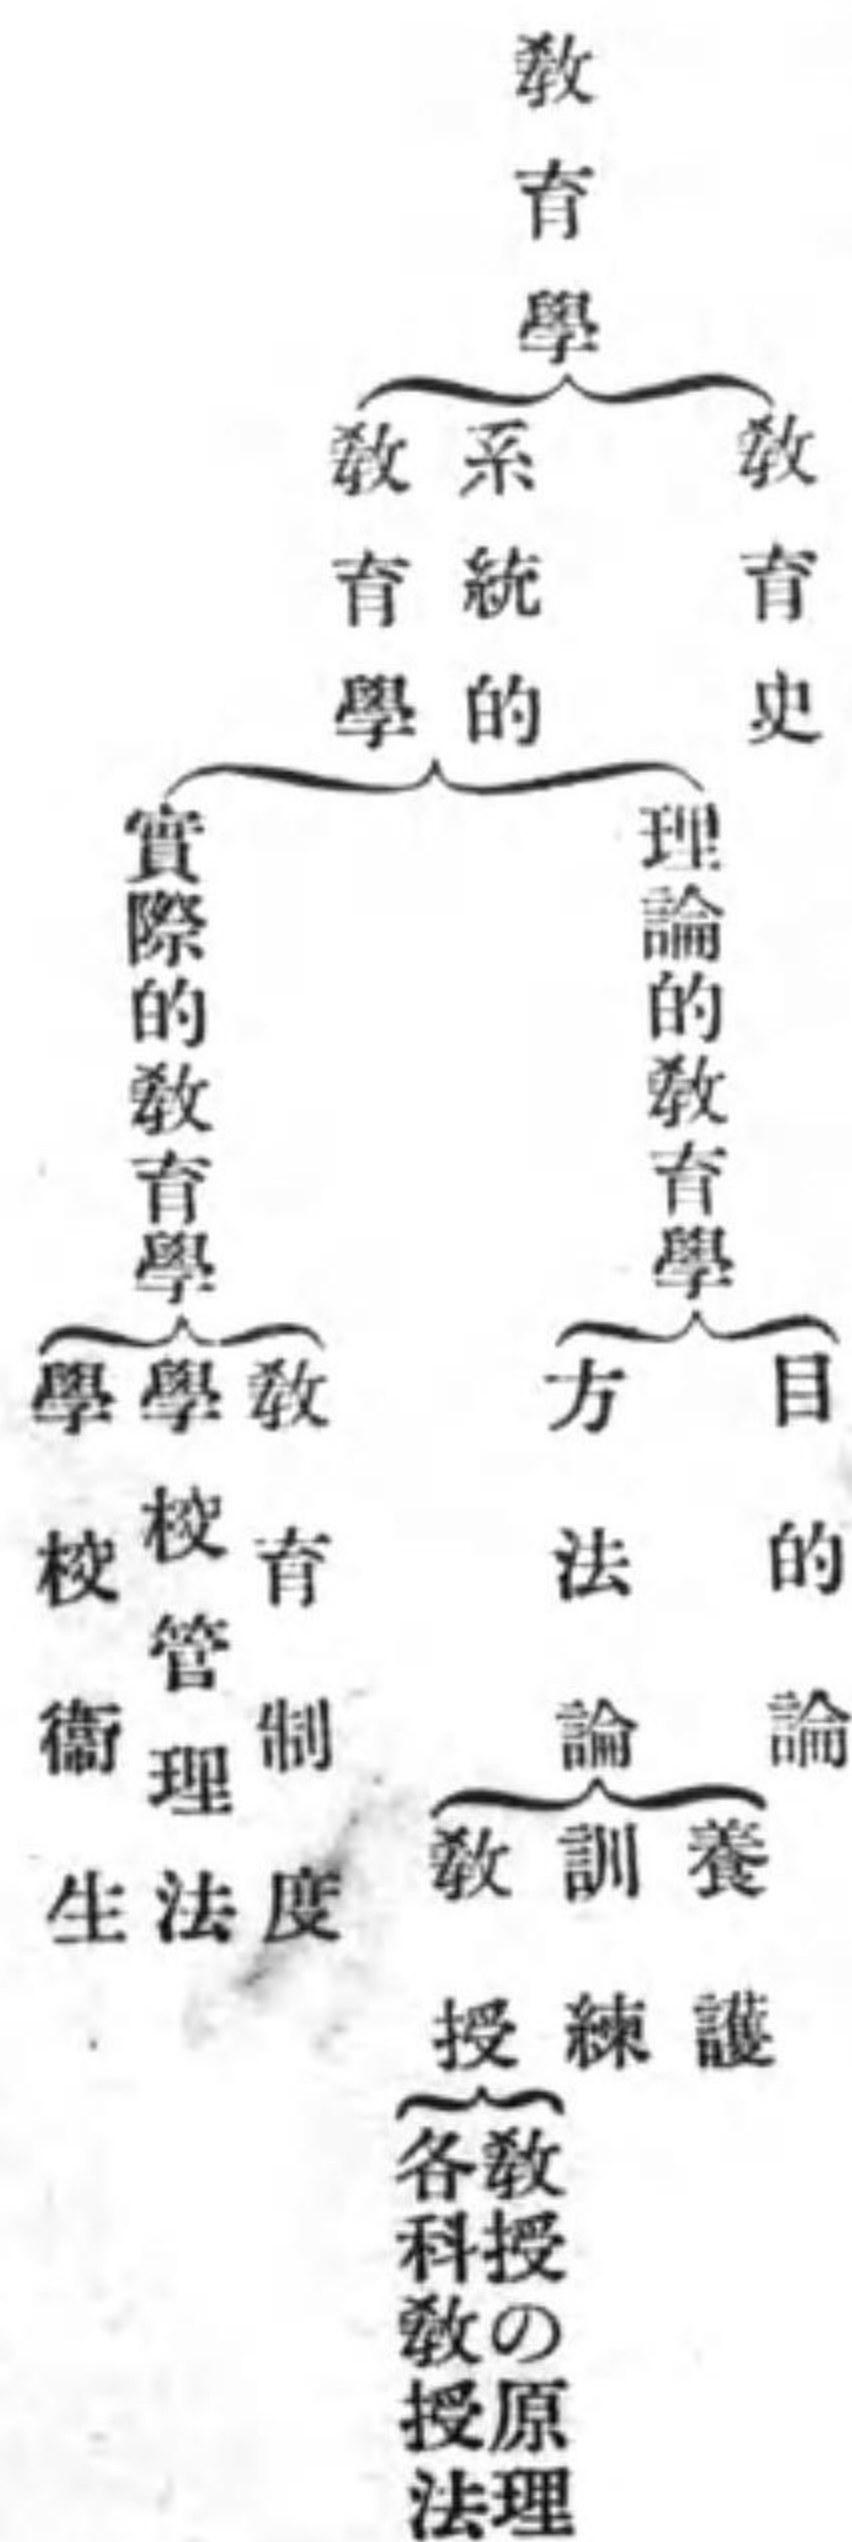 教育學
教育史
系統的
教育學
理論的教育學
實際的教育學
目的論
方法論
教育制度
學校管理法
學校衞生
養護
訓練
教授
教授の原理
各科教授法